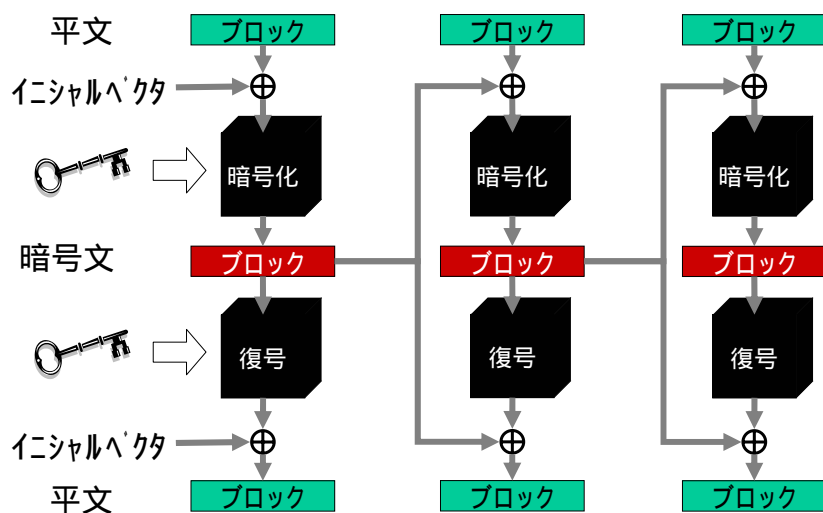 平文 ブロック ブロック ブロック
イニシャルベクタ
暗号化 暗号化 暗号化
暗号文 ブロック ブロック ブロック
復号 復号 復号
イニシャルベクタ
平文 ブロック ブロック ブロック